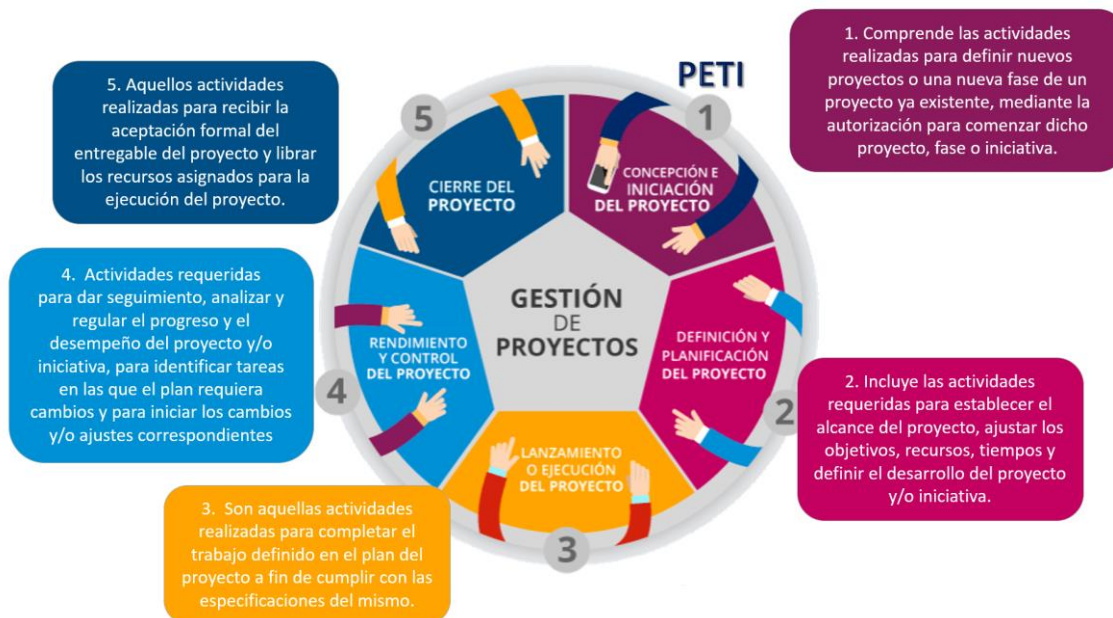 PETI
1. Comprende las actividades
realizadas para definir nuevos
proyectos o una nueva fase de un
proyecto ya existente, mediante la
autorización para comenzar dicho
proyecto, fase o iniciativa.
5. Aquellos actividades
realizadas para recibir la
aceptación formal del
entregable del proyecto y librar
los recursos asignados para la
ejecución del proyecto.
5
1
CIERRE DEL
PROYECTO
CONCEPCIÓN E
INICIACIÓN
DEL PROYECTO
4. Actividades requeridas
para dar seguimiento, analizar y
regular el progreso y el
desempeño del proyecto y/o
iniciativa, para identificar tareas
en las que el plan requiera
cambios y para iniciar los cambios
y/o ajustes correspondientes
GESTIÓN
DE
PROYECTOS
RENDIMIENTO
Y CONTROL
DEL PROYECTO
4
DEFINICIÓN Y
PLANIFICACIÓN
DEL PROYECTO
2
2. Incluye las actividades
requeridas para establecer el
alcance del proyecto, ajustar los
objetivos, recursos, tiempos y
definir el desarrollo del proyecto
y/o iniciativa.
LANZAMIENTO
O EJECUCIÓN
DEL PROYECTO
3
3. Son aquellas actividades
realizadas para completar el
trabajo definido en el plan del
proyecto a fin de cumplir con las
especificaciones del mismo.